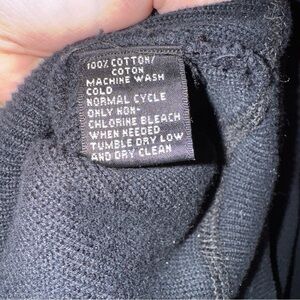 100% COTTON/
COTON
MACHINE WASH
COLD
NORMAL CYCLE
ONLY NON-
CHLORINE BLEACH
WHEN NEEDED
TUMBLE DRY LOW
AND DRY CLEAN